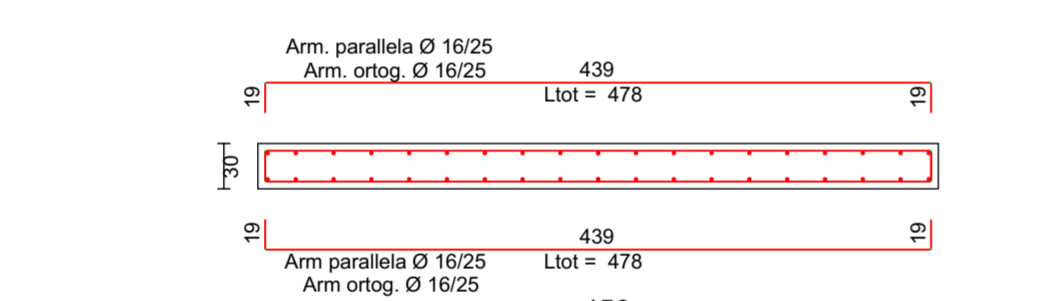 Arm. parallela Ø 16/25
Arm. ortog. Ø 16/25
439
19
Ltot = 478
19
30
19
439
19
Arm parallela Ø 16/25
Ltot = 478
Arm ortog. Ø 16/25